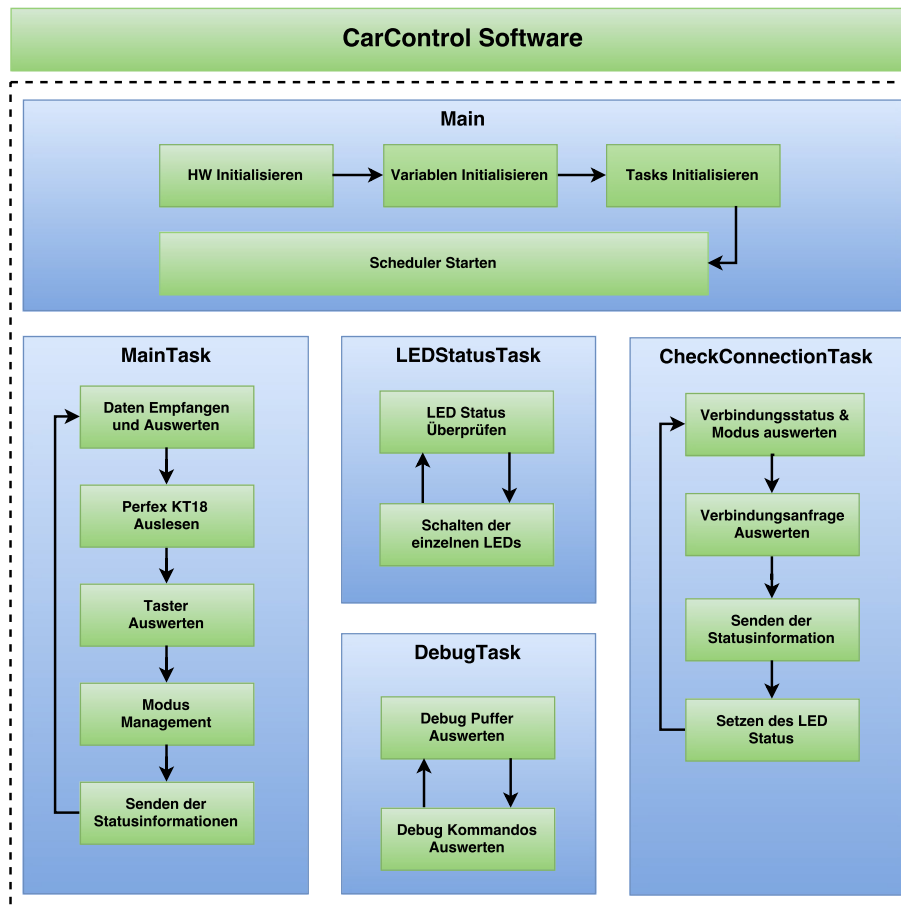 CarControl Software
Main
HW Initialisieren
Variablen Initialisieren
Tasks Initialisieren
Scheduler Starten
MainTask
Daten Empfangen
und Auswerten
Perfex KT18
Auslesen
Taster
Auswerten
Modus
Management
Senden der
Statusinformationen
LEDStatusTask
LED Status
Überprüfen
Schalten der
einzelnen LEDs
DebugTask
Debug Puffer
Auswerten
Debug Kommandos
Auswerten
CheckConnectionTask
Verbindungsstatus &
Modus auswerten
Verbindungsanfrage
Auswerten
Senden der
Statusinformation
Setzen des LED
Status